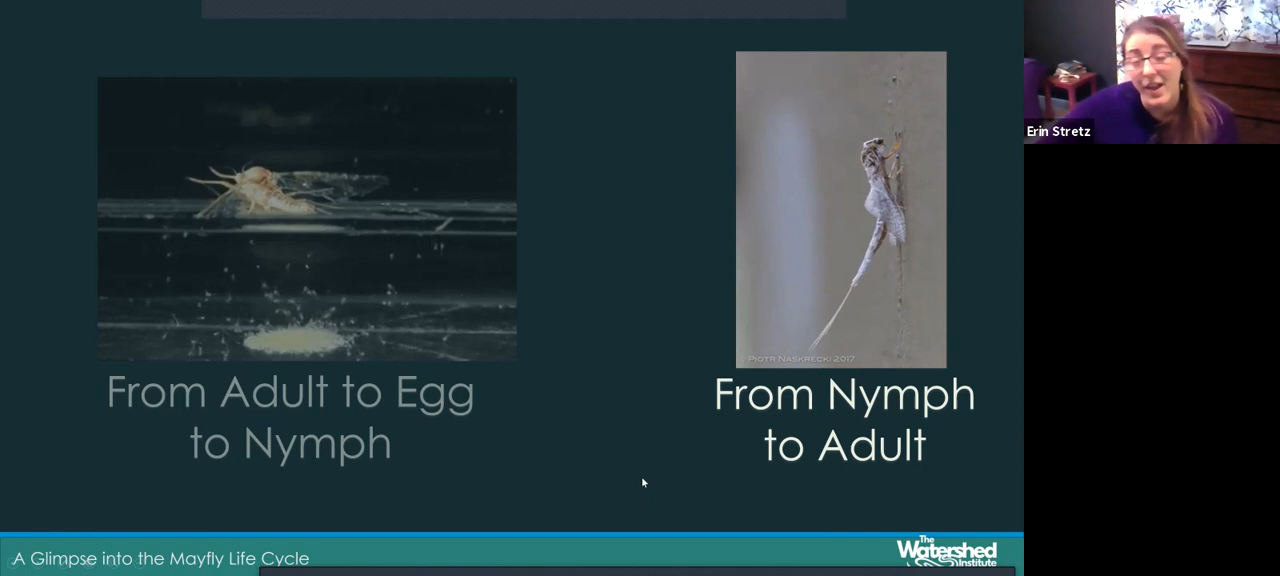 Erin Stretz
PIOTR NASKRECKI 2017
From Adult to Egg
to Nymph
From Nymph
to Adult
A Glimpse into the Mayfly Life Cycle
The
Watershed
Institute